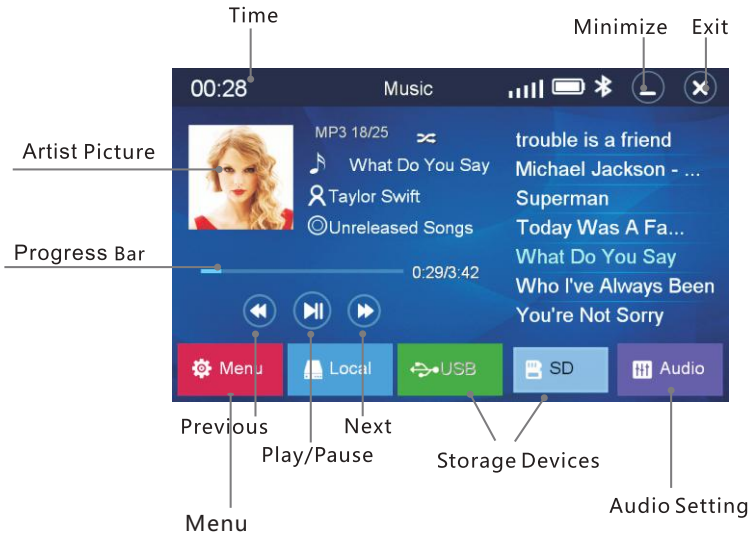 Time
Minimize
Exit
00:28
Music
Artist Picture
MP3 18/25
What Do You Say
Taylor Swift
Unreleased Songs
trouble is a friend
Michael Jackson - ...
Superman
Today Was A Fa...
What Do You Say
Who I've Always Been
You're Not Sorry
Progress Bar
0:29/3:42
Menu
Local
USB
SD
Audio
Previous
Play/Pause
Next
Storage Devices
Audio Setting
Menu